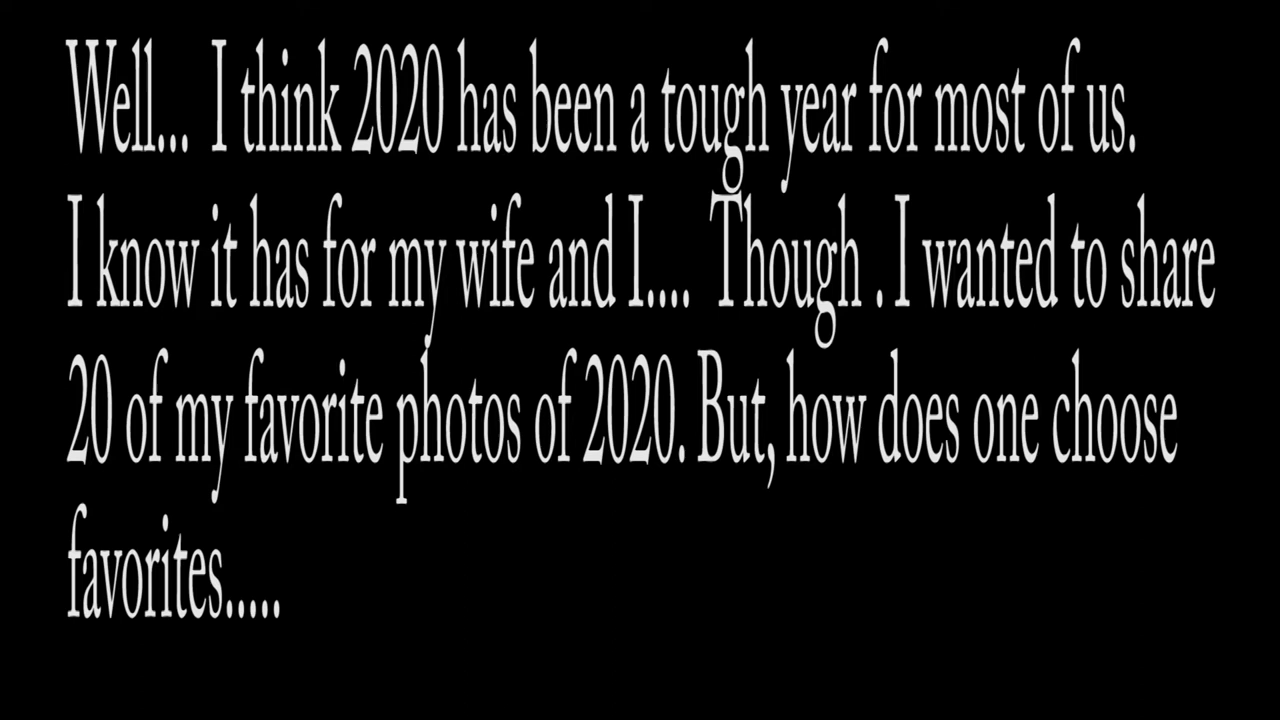 Well... I think 2020 has been a tough year for most of us.
I know it has for my wife and I.... Though . I wanted to share
20 of my favorite photos of 2020. But, how does one choose
favorites.....